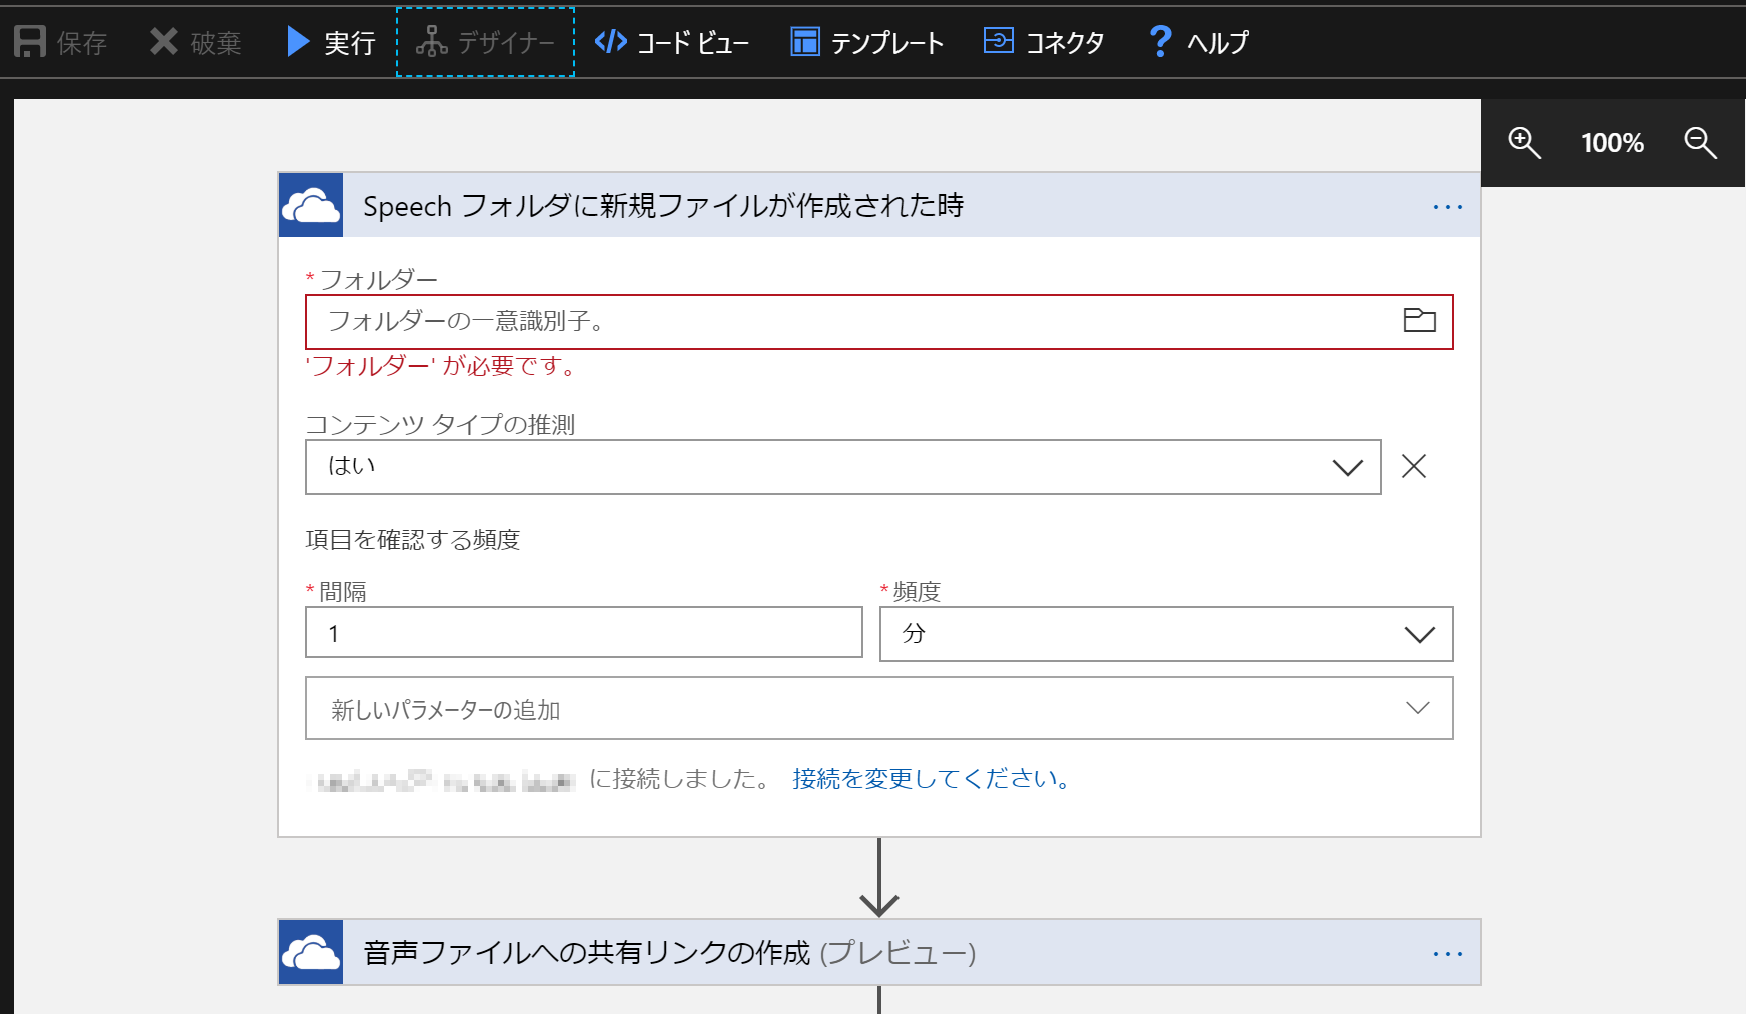 保存 破棄 実行 デザイナー コード ビュー テンプレート コネクタ ヘルプ
100%
Speech フォルダに新規ファイルが作成された時
* フォルダー
フォルダーの一意識別子。
'フォルダー' が必要です。
コンテンツ タイプの推測
はい
項目を確認する頻度
* 間隔 * 頻度
1 分
新しいパラメーターの追加
に接続しました。 接続を変更してください。
音声ファイルへの共有リンクの作成 (プレビュー)